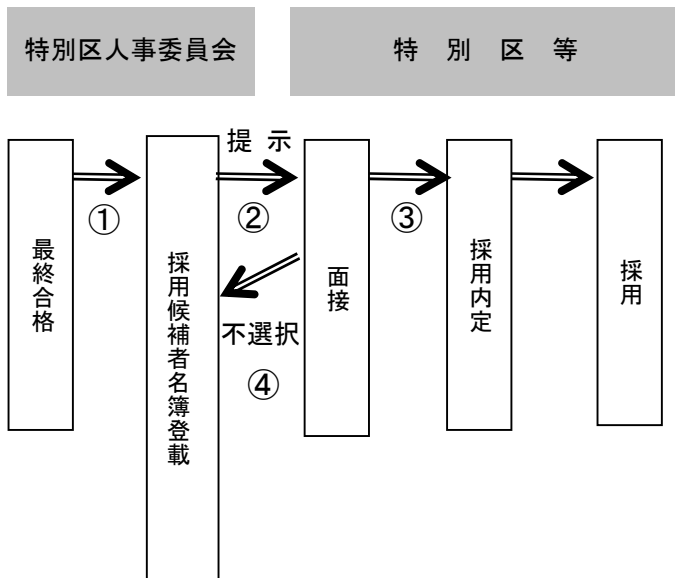 特別区人事委員会
特別区等
提示
①
②
③
最終合格
採用候補者名簿登載
面接
採用内定
採用
不選択
④